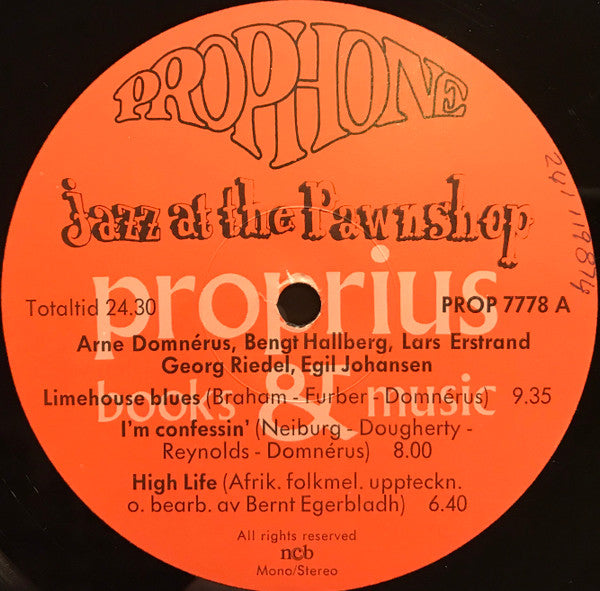 PROPHONE
Jazz at the Pawnshop
proprius
books & music
Totaltid 24.30
PROP 7778 A
Arne Domnérus, Bengt Hallberg, Lars Erstrand
Georg Riedel, Egil Johansen
Limehouse blues (Braham - Furber - Domnérus) 9.35
I'm confessin' (Neiburg - Dougherty -
Reynolds - Domnérus) 8.00
High Life (Afrik. folkmel. uppteckn.
o. bearb. av Bernt Egerbladh) 6.40
All rights reserved
ncb
Mono/Stereo